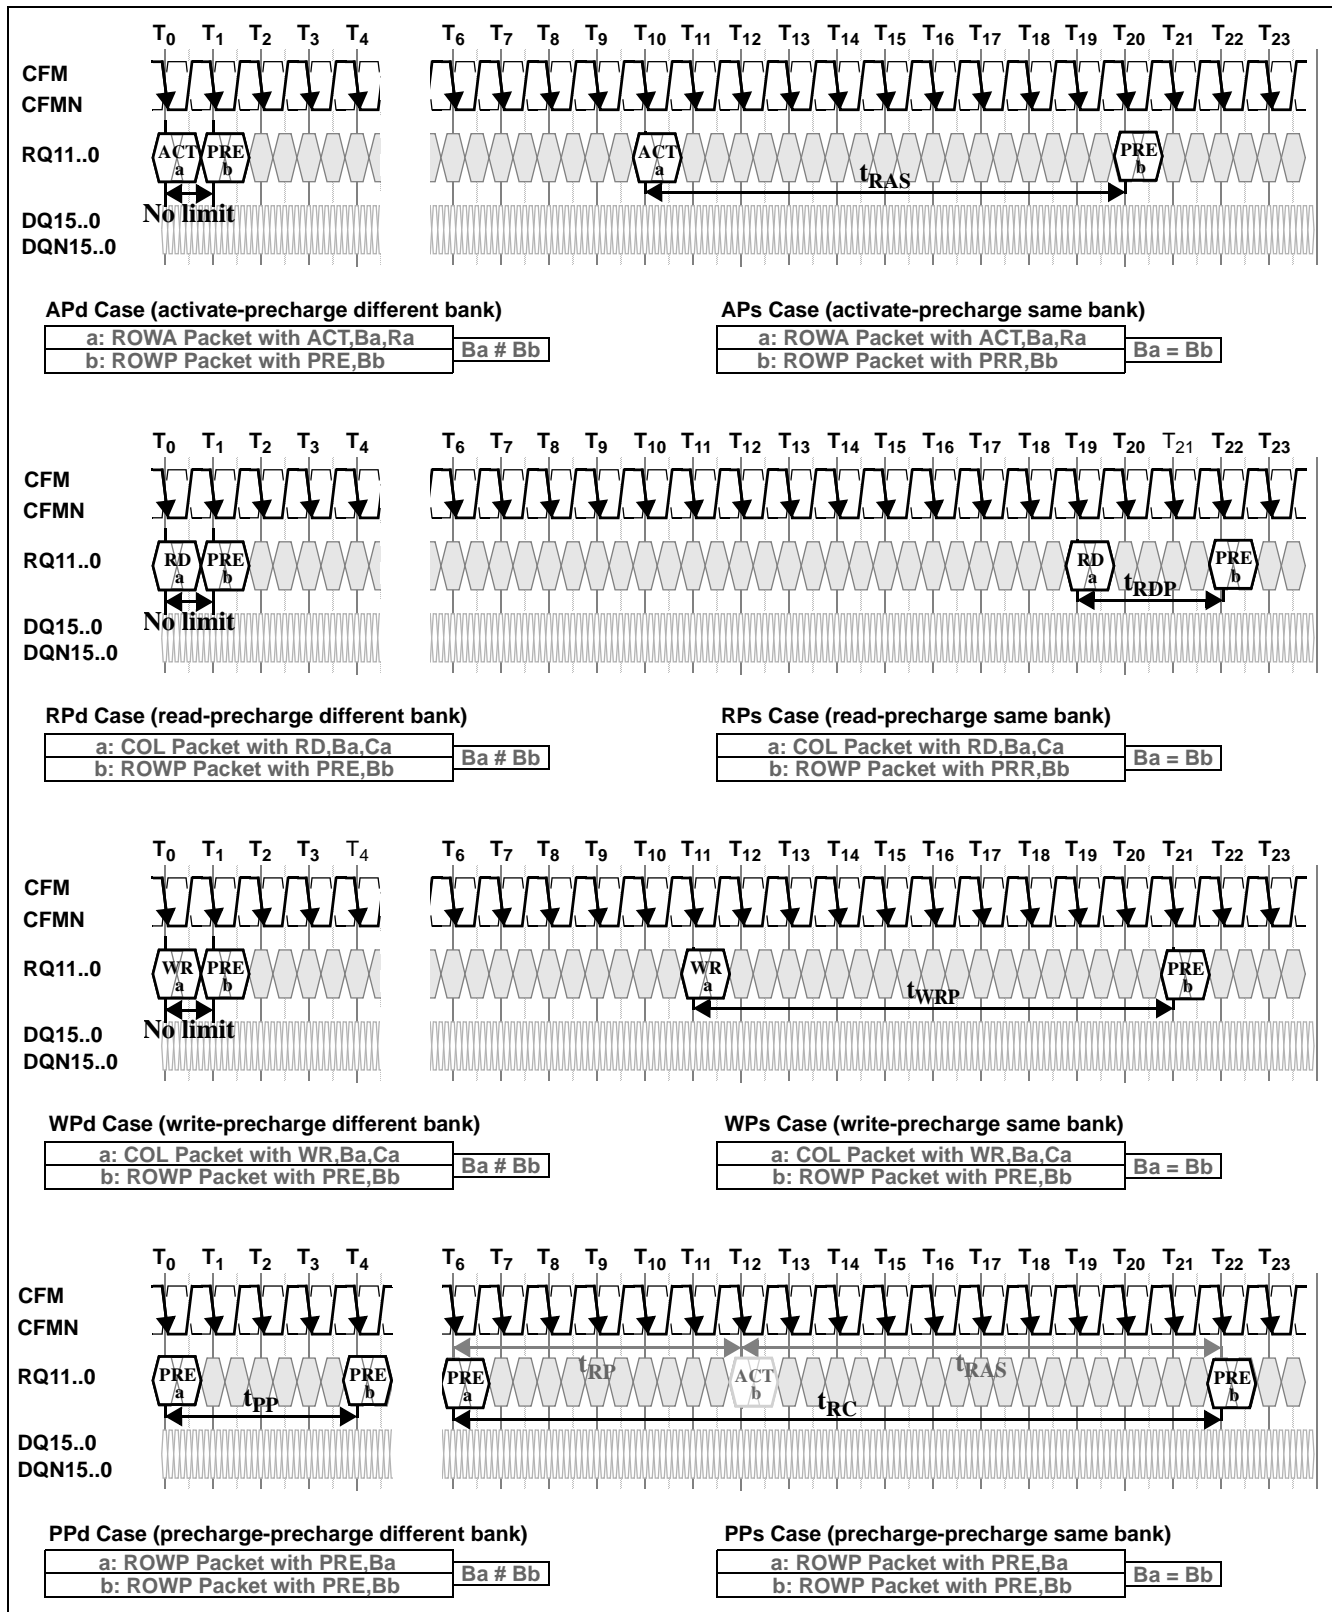 T0 T1 T2 T3 T4 T6 T7 T8 T9 T10 T11 T12 T13 T14 T15 T16 T17 T18 T19 T20 T21 T22 T23
CFM
CFMN
RQ11..0
ACT a PRE b ACT a PRE b
No limit tRAS
DQ15..0
DQN15..0
APd Case (activate-precharge different bank) APs Case (activate-precharge same bank)
a: ROWA Packet with ACT,Ba,Ra a: ROWA Packet with ACT,Ba,Ra
b: ROWP Packet with PRE,Bb Ba # Bb b: ROWP Packet with PRR,Bb Ba = Bb
T0 T1 T2 T3 T4 T6 T7 T8 T9 T10 T11 T12 T13 T14 T15 T16 T17 T18 T19 T20 T21 T22 T23
CFM
CFMN
RQ11..0
RD a PRE b RD a PRE b
No limit tRDP
DQ15..0
DQN15..0
RPd Case (read-precharge different bank) RPs Case (read-precharge same bank)
a: COL Packet with RD,Ba,Ca a: COL Packet with RD,Ba,Ca
b: ROWP Packet with PRE,Bb Ba # Bb b: ROWP Packet with PRR,Bb Ba = Bb
T0 T1 T2 T3 T4 T6 T7 T8 T9 T10 T11 T12 T13 T14 T15 T16 T17 T18 T19 T20 T21 T22 T23
CFM
CFMN
RQ11..0
WR a PRE b WR a PRE b
No limit tWRP
DQ15..0
DQN15..0
WPd Case (write-precharge different bank) WPs Case (write-precharge same bank)
a: COL Packet with WR,Ba,Ca a: COL Packet with WR,Ba,Ca
b: ROWP Packet with PRE,Bb Ba # Bb b: ROWP Packet with PRE,Bb Ba = Bb
T0 T1 T2 T3 T4 T6 T7 T8 T9 T10 T11 T12 T13 T14 T15 T16 T17 T18 T19 T20 T21 T22 T23
CFM
CFMN
RQ11..0
PRE a PRE b PRE a tRP ACT b tRAS PRE b
tPP tRC
DQ15..0
DQN15..0
PPd Case (precharge-precharge different bank) PPs Case (precharge-precharge same bank)
a: ROWP Packet with PRE,Ba a: ROWP Packet with PRE,Ba
b: ROWP Packet with PRE,Bb Ba # Bb b: ROWP Packet with PRE,Bb Ba = Bb